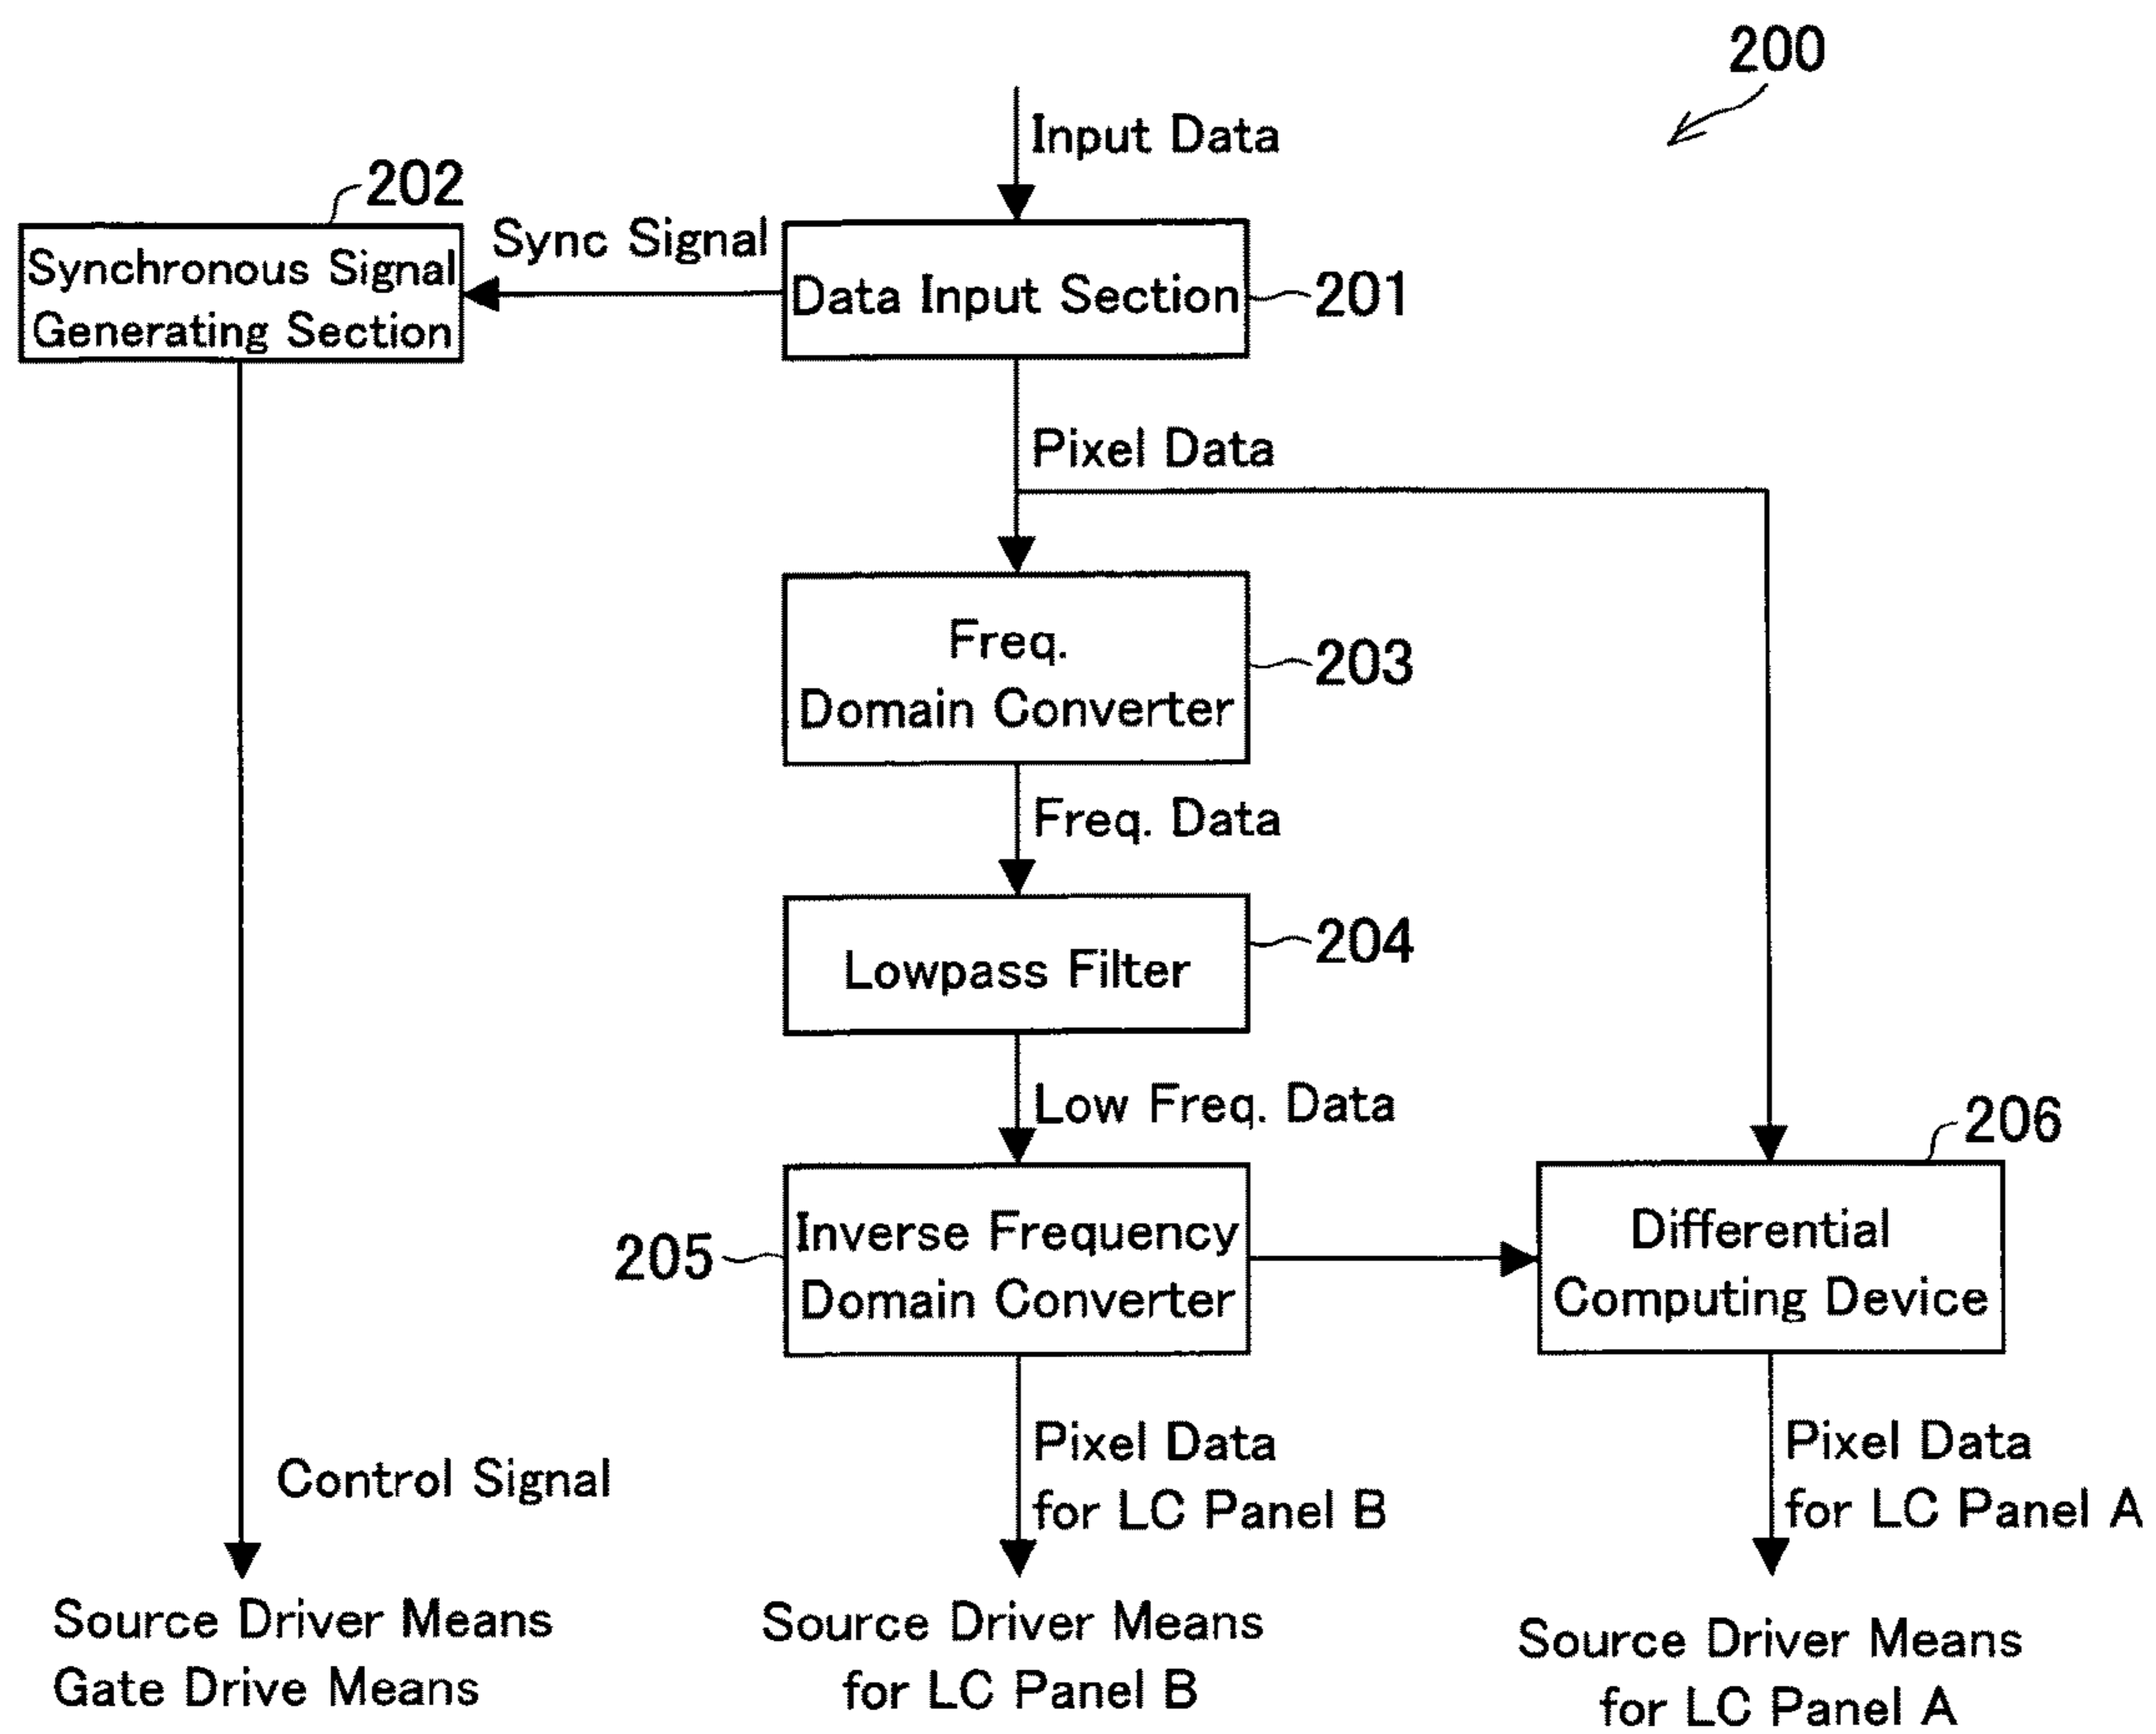 200
Input Data
202
Synchronous Signal
Generating Section
Sync Signal
Data Input Section
201
Pixel Data
Freq.
Domain Converter
203
Freq. Data
Lowpass Filter
204
Low Freq. Data
205
Inverse Frequency
Domain Converter
206
Differential
Computing Device
Control Signal
Pixel Data
for LC Panel B
Pixel Data
for LC Panel A
Source Driver Means
Gate Drive Means
Source Driver Means
for LC Panel B
Source Driver Means
for LC Panel A